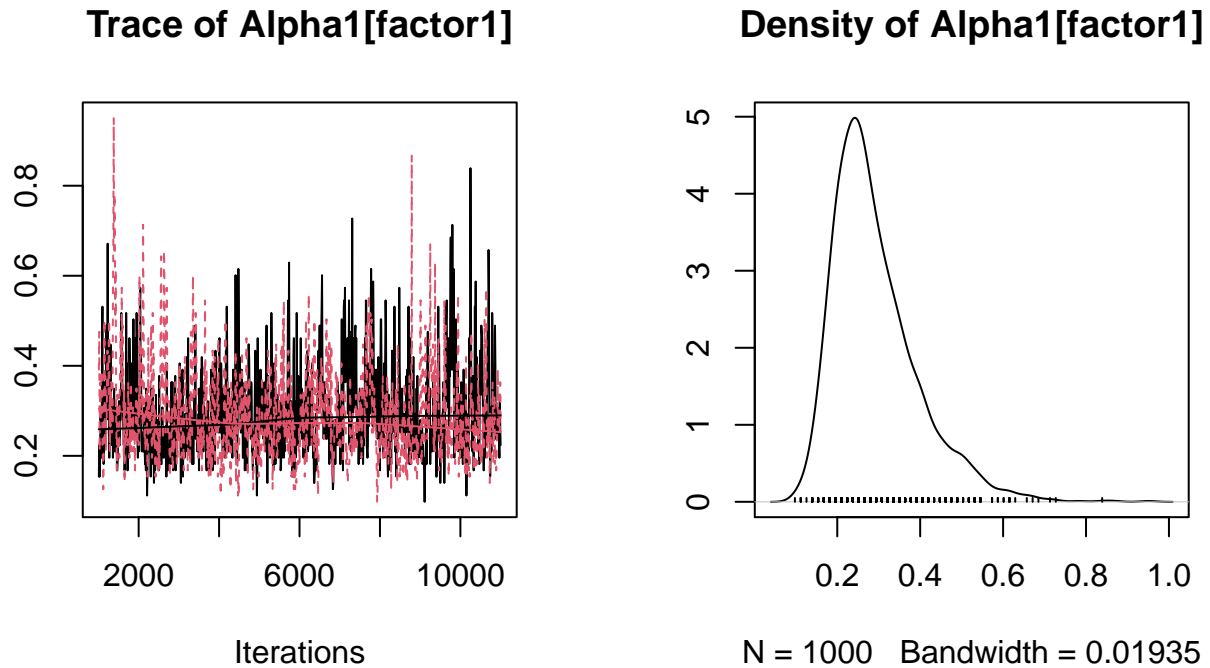 Trace of Alpha1[factor1]
0.2 0.4 0.6 0.8
2000 6000 10000
Iterations
Density of Alpha1[factor1]
0 1 2 3 4 5
0.2 0.4 0.6 0.8 1.0
N = 1000 Bandwidth = 0.01935